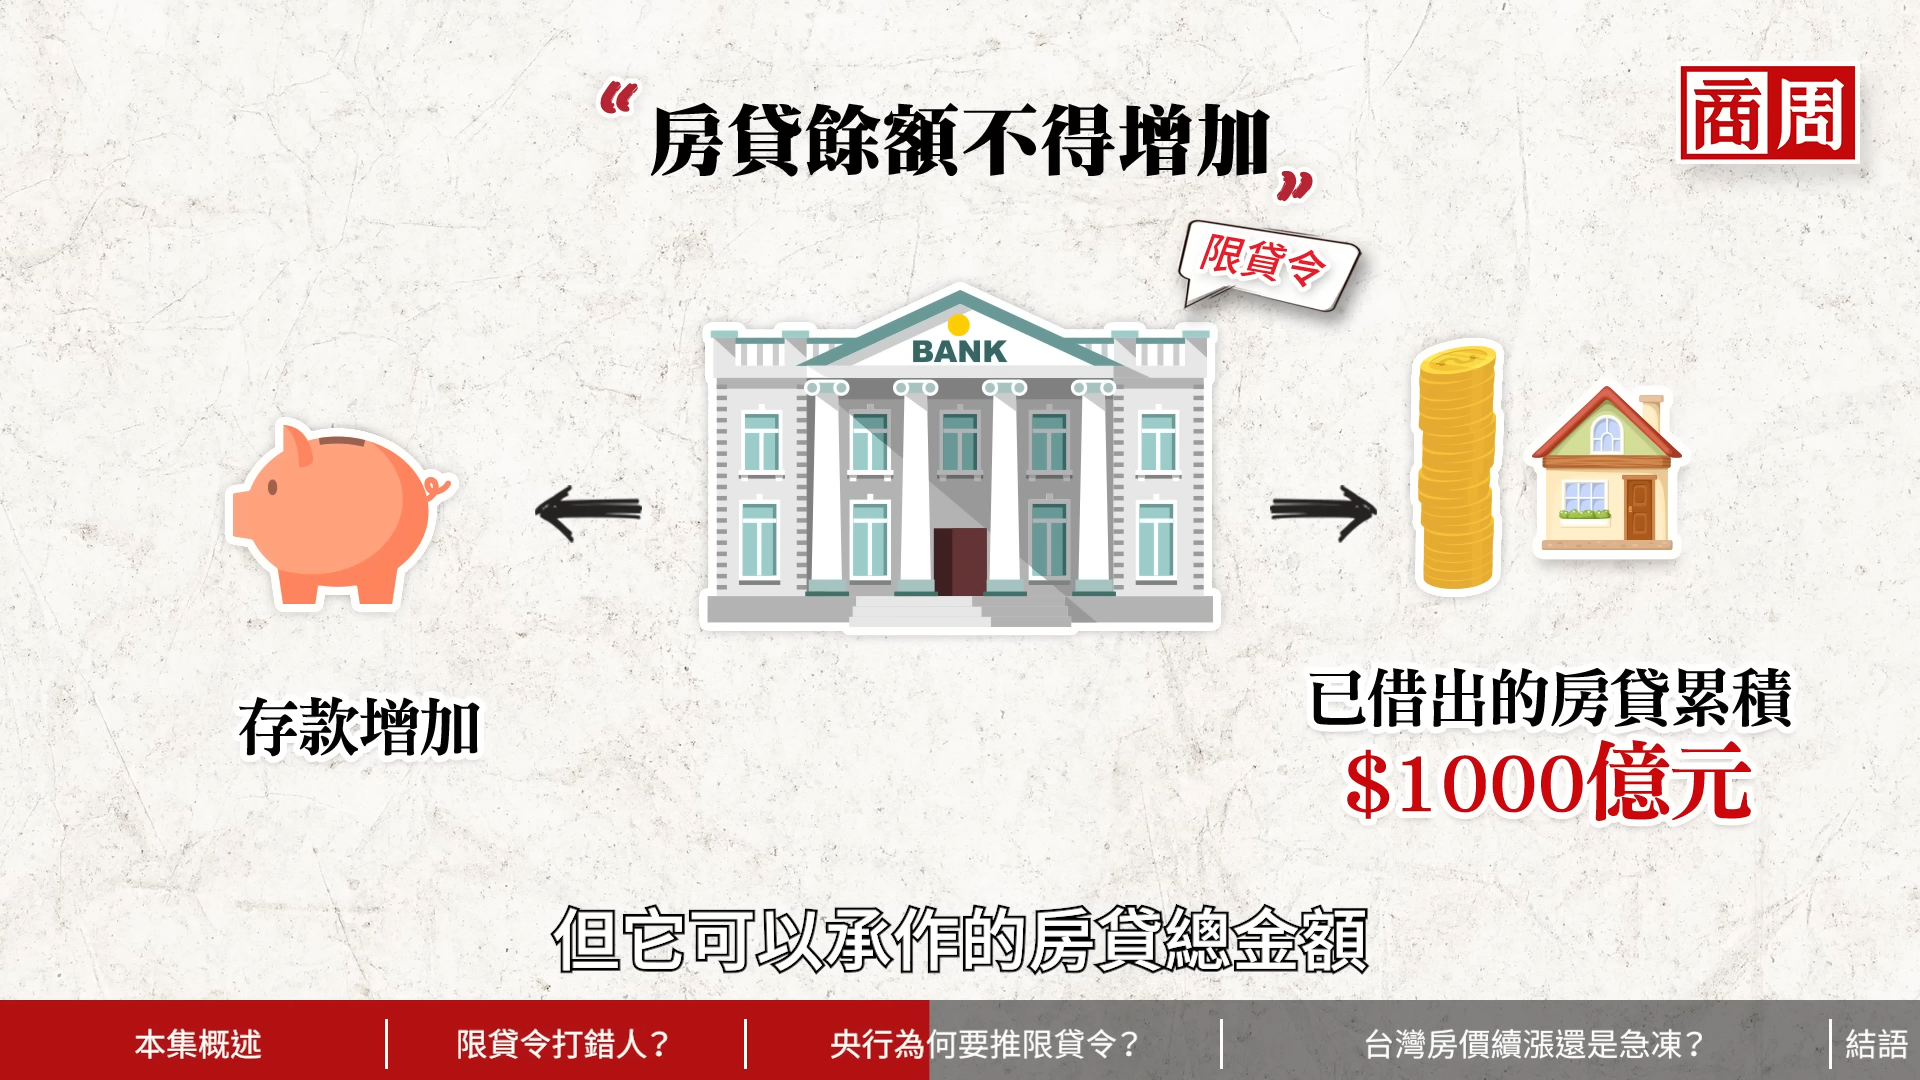 “房貸餘額不得增加”
商周
限貸令
BANK
存款增加
已借出的房貸累積
$1000億元
但它可以承作的房貸總金額
本集概述
限貸令打錯人？
央行為何要推限貸令？
台灣房價續漲還是急凍？
結語